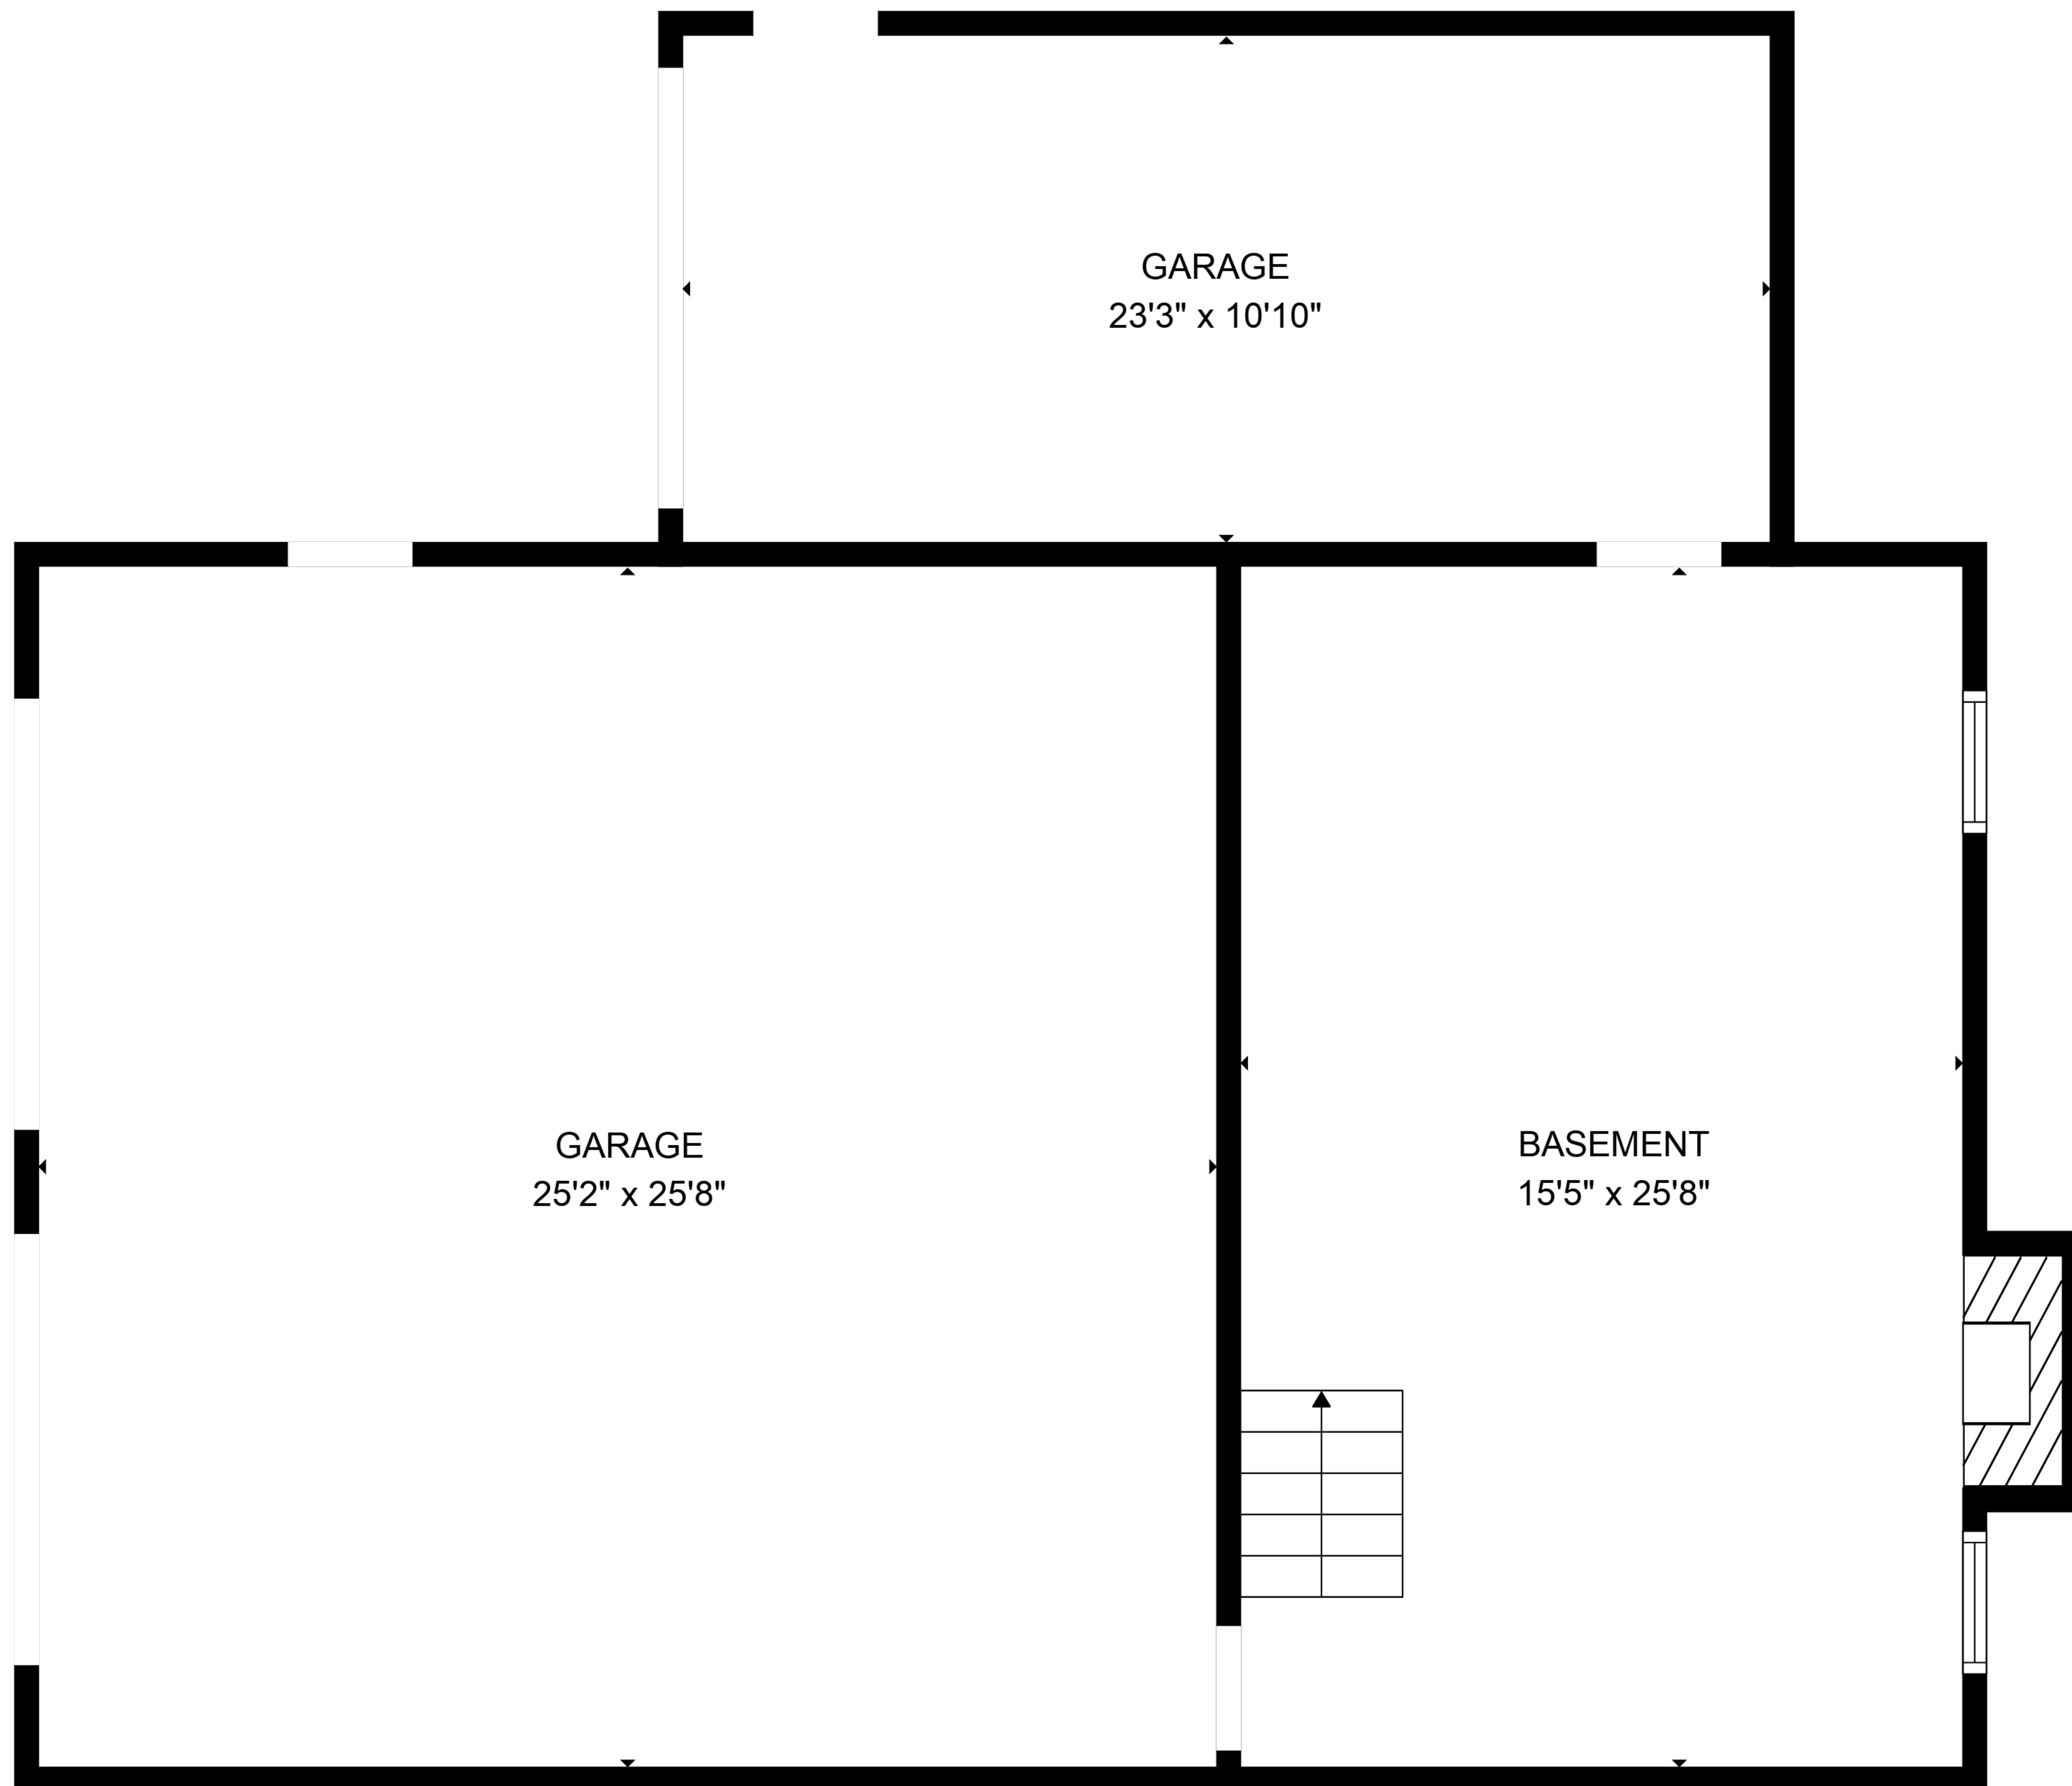 GARAGE
23'3" x 10'10"
GARAGE
25'2" x 25'8"
BASEMENT
15'5" x 25'8"